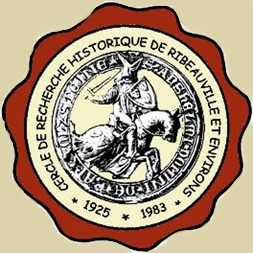 CERCLE DE RECHERCHE HISTORIQUE DE RIBEAUVILLE ET ENVIRONS
* 1925 * 1983 *